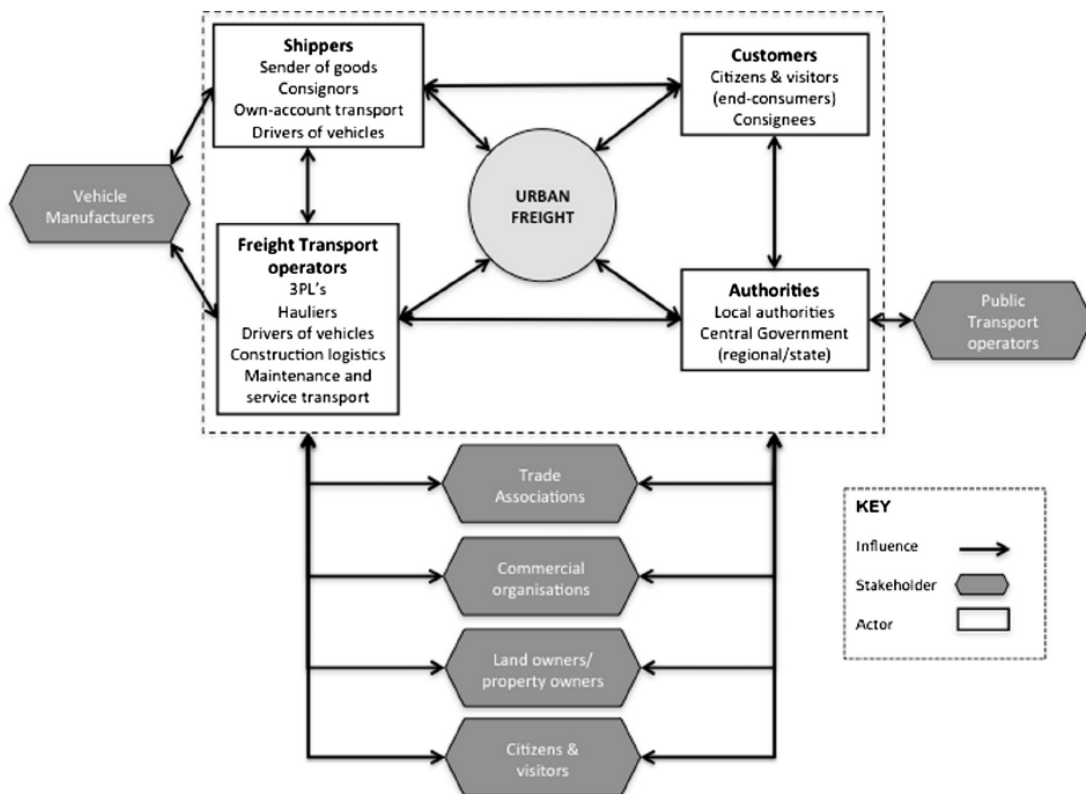 Shippers
Sender of goods
Consignors
Own-account transport
Drivers of vehicles
Customers
Citizens & visitors
(end-consumers)
Consignees
Vehicle
Manufacturers
URBAN
FREIGHT
Freight Transport
operators
3PL's
Hauliers
Drivers of vehicles
Construction logistics
Maintenance and
service transport
Authorities
Local authorities
Central Government
(regional/state)
Public
Transport
operators
Trade
Associations
Commercial
organisations
Land owners/
property owners
Citizens &
visitors
KEY
Influence
Stakeholder
Actor